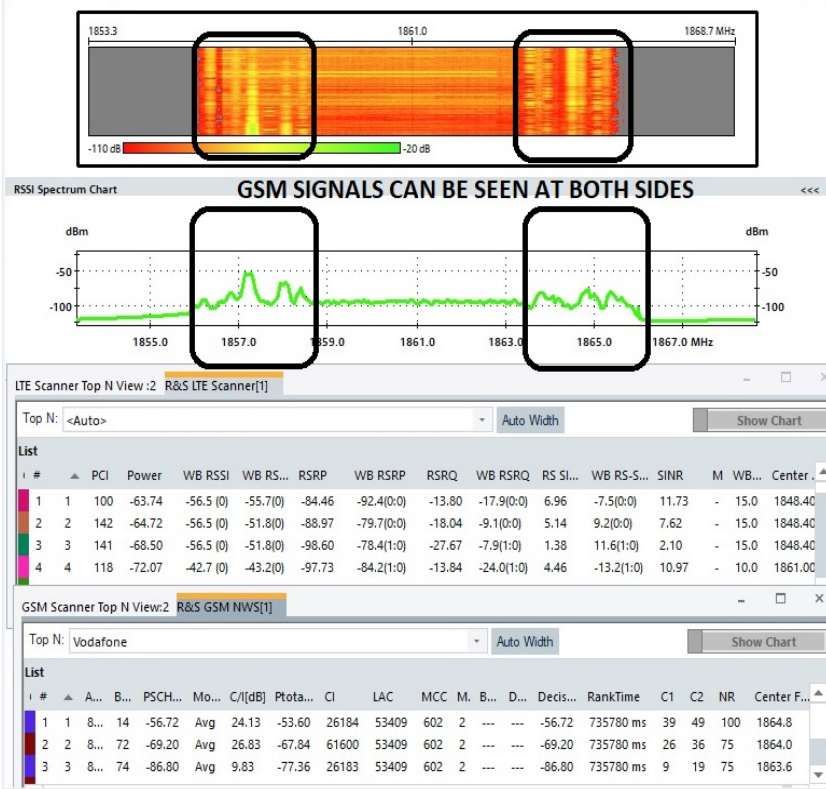 1853.3 1861.0 1868.7 MHz
-110 dB -20 dB
RSSI Spectrum Chart GSM SIGNALS CAN BE SEEN AT BOTH SIDES <<<
dBm dBm
-50 -50
-100 -100
1855.0 1857.0 1859.0 1861.0 1863.0 1865.0 1867.0 MHz
LTE Scanner Top N View :2 R&S LTE Scanner[1]
Top N: <Auto> Auto Width Show Chart
List
# PCI Power WB RSSI WB RS... RSRP WB RSRP RSRQ WB RSRQ RS SI... WB RS-S... SINR M WB... Center
1 1 100 -63.74 -56.5 (0) -55.7(0) -84.46 -92.4(0:0) -13.80 -17.9(0:0) 6.96 -7.5(0:0) 11.73 - 15.0 1848.40
2 2 142 -64.72 -56.5 (0) -51.8(0) -88.97 -79.7(0:0) -18.04 -9.1(0:0) 5.14 9.2(0:0) 7.62 - 15.0 1848.40
3 3 141 -68.50 -56.5 (0) -51.8(0) -98.60 -78.4(1:0) -27.67 -7.9(1:0) 1.38 11.6(1:0) 2.10 - 15.0 1848.40
4 4 118 -72.07 -42.7 (0) -43.2(0) -97.73 -84.2(1:0) -13.84 -24.0(1:0) 4.46 -13.2(1:0) 10.97 - 10.0 1861.00
GSM Scanner Top N View:2 R&S GSM NWS[1]
Top N: Vodafone Auto Width Show Chart
List
# A... B... PSCH... Mo... C/I[dB] Ptota... CI LAC MCC M. B... D... Decis... RankTime C1 C2 NR Center F...
1 1 8... 14 -56.72 Avg 24.13 -53.60 26184 53409 602 2 --- --- -56.72 735780 ms 39 49 100 1864.8
2 2 8... 72 -69.20 Avg 26.83 -67.84 61600 53409 602 2 --- --- -69.20 735780 ms 26 36 75 1864.0
3 3 8... 74 -86.80 Avg 9.83 -77.36 26183 53409 602 2 --- --- -86.80 735780 ms 9 19 75 1863.6